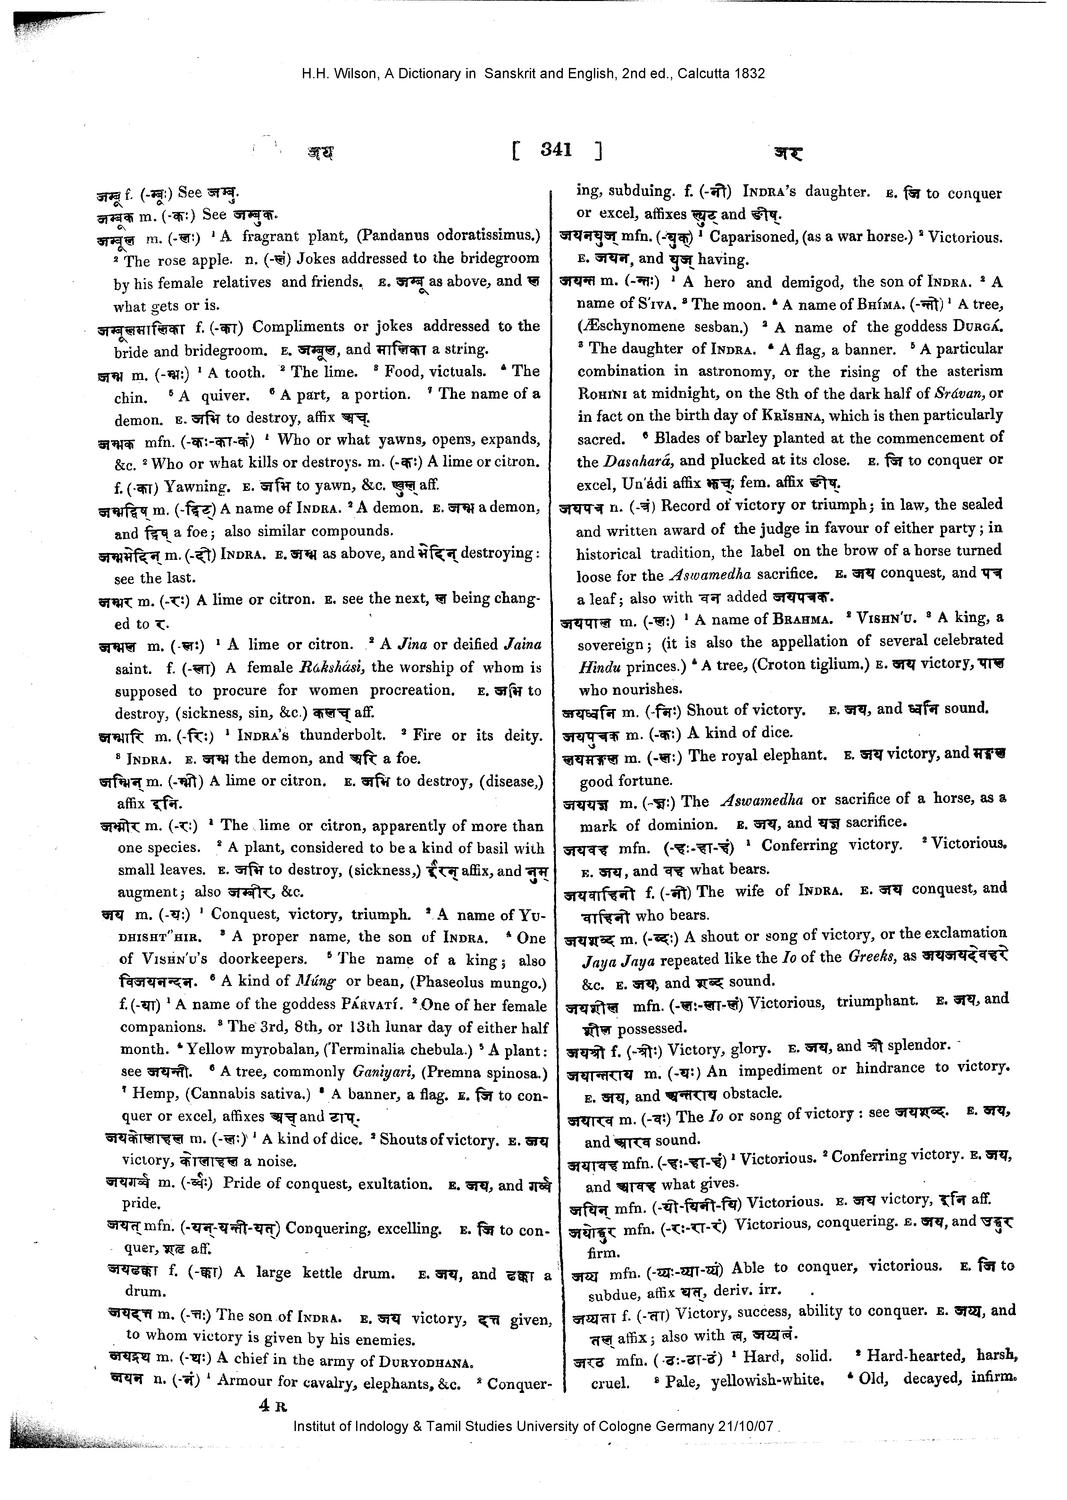 H.H. Wilson, A Dictionary in Sanskrit and English, 2nd ed., Calcutta 1832
जय [ 341 ] जर
जम्बू f. (-म्बूः) See जम्बु.
जम्बूक m. (-कः) See जम्बुक.
जम्बूल m. (-लः) ¹ A fragrant plant, (Pandanus odoratissimus.)
² The rose apple. n. (-लं) Jokes addressed to the bridegroom
by his female relatives and friends. E. जम्बू as above, and ल
what gets or is.
जम्बूलमालिका f. (-का) Compliments or jokes addressed to the
bride and bridegroom. E. जम्बूल, and मालिका a string.
जम्भ m. (-म्भः) ¹ A tooth. ² The lime. ³ Food, victuals. ⁴ The
chin. ⁵ A quiver. ⁶ A part, a portion. ⁷ The name of a
demon. E. जभि to destroy, affix अच्.
जम्भक mfn. (-कः-का-कं) ¹ Who or what yawns, opens, expands,
&c. ² Who or what kills or destroys. m. (-कः) A lime or citron.
f. (-का) Yawning. E. जभि to yawn, &c. ण्वुल् aff.
जम्भद्विष् m. (-द्विट्) A name of INDRA. ² A demon. E. जम्भ a demon,
and द्विष् a foe; also similar compounds.
जम्भभेदिन् m. (-दी) INDRA. E. जम्भ as above, and भेदिन् destroying:
see the last.
जम्भर m. (-रः) A lime or citron. E. see the next, ल being chang-
ed to र.
जम्भल m. (-लः) ¹ A lime or citron. ² A Jina or deified Jaina
saint. f. (-ला) A female Rákshásí, the worship of whom is
supposed to procure for women procreation. E. जभि to
destroy, (sickness, sin, &c.) कलच् aff.
जम्भारि m. (-रिः) ¹ INDRA's thunderbolt. ² Fire or its deity.
³ INDRA. E. जम्भ the demon, and अरि a foe.
जम्भिन् m. (-म्भी) A lime or citron. E. जभि to destroy, (disease,)
affix इनि.
जम्भीर m. (-रः) ¹ The lime or citron, apparently of more than
one species. ² A plant, considered to be a kind of basil with
small leaves. E. जभि to destroy, (sickness,) ईरन् affix, and नुम्
augment; also जम्बीर, &c.
जय m. (-यः) ¹ Conquest, victory, triumph. ² A name of YU-
DHISHT'HIR. ³ A proper name, the son of INDRA. ⁴ One
of VISHN'U's doorkeepers. ⁵ The name of a king; also
विजयनन्दन. ⁶ A kind of Múng or bean, (Phaseolus mungo.)
f. (-या) ¹ A name of the goddess PÁRVATÍ. ² One of her female
companions. ³ The 3rd, 8th, or 13th lunar day of either half
month. ⁴ Yellow myrobalan, (Terminalia chebula.) ⁵ A plant:
see जयन्ती. ⁶ A tree, commonly Ganiyari, (Premna spinosa.)
⁷ Hemp, (Cannabis sativa.) ⁸ A banner, a flag. E. जि to con-
quer or excel, affixes अच् and टाप्.
जयकोलाहल m. (-लः) ¹ A kind of dice. ² Shouts of victory. E. जय
victory, कोलाहल a noise.
जयगर्व्व m. (-र्व्वः) Pride of conquest, exultation. E. जय, and गर्व्व
pride.
जयत् mfn. (-यन्-यन्ती-यत्) Conquering, excelling. E. जि to con-
quer, शतृ aff.
जयढक्का f. (-क्का) A large kettle drum. E. जय, and ढक्का a
drum.
जयदत्त m. (-त्तः) The son of INDRA. E. जय victory, दत्त given,
to whom victory is given by his enemies.
जयद्रथ m. (-थः) A chief in the army of DURYODHANA.
जयन n. (-नं) ¹ Armour for cavalry, elephants, &c. ² Conquer-
4 R
ing, subduing. f. (-नी) INDRA's daughter. E. जि to conquer
or excel, affixes ल्युट् and ङीष्.
जयनयुज् mfn. (-युक्) ¹ Caparisoned, (as a war horse.) ² Victorious.
E. जयन, and युज् having.
जयन्त m. (-न्तः) ¹ A hero and demigod, the son of INDRA. ² A
name of S'IVA. ³ The moon. ⁴ A name of BHÍMA. (-न्ती) ¹ A tree,
(Æschynomene sesban.) ² A name of the goddess DURGÁ.
³ The daughter of INDRA. ⁴ A flag, a banner. ⁵ A particular
combination in astronomy, or the rising of the asterism
ROHINI at midnight, on the 8th of the dark half of Srávan, or
in fact on the birth day of KRĬSHNA, which is then particularly
sacred. ⁶ Blades of barley planted at the commencement of
the Dasahará, and plucked at its close. E. जि to conquer or
excel, Un'ádi affix झच्; fem. affix ङीष्.
जयपत्र n. (-त्रं) Record of victory or triumph; in law, the sealed
and written award of the judge in favour of either party; in
historical tradition, the label on the brow of a horse turned
loose for the Aswamedha sacrifice. E. जय conquest, and पत्र
a leaf; also with कन added जयपत्रक.
जयपाल m. (-लः) ¹ A name of BRAHMA. ² VISHN'U. ³ A king, a
sovereign; (it is also the appellation of several celebrated
Hindu princes.) ⁴ A tree, (Croton tiglium.) E. जय victory, पाल
who nourishes.
जयध्वनि m. (-निः) Shout of victory. E. जय, and ध्वनि sound.
जयपुत्रक m. (-कः) A kind of dice.
जयमङ्गल m. (-लः) The royal elephant. E. जय victory, and मङ्गल
good fortune.
जययज्ञ m. (-ज्ञः) The Aswamedha or sacrifice of a horse, as a
mark of dominion. E. जय, and यज्ञ sacrifice.
जयवह mfn. (-हः-हा-हं) ¹ Conferring victory. ² Victorious.
E. जय, and वह what bears.
जयवाहिनी f. (-नी) The wife of INDRA. E. जय conquest, and
वाहिनी who bears.
जयशब्द m. (-ब्दः) A shout or song of victory, or the exclamation
Jaya Jaya repeated like the Io of the Greeks, as जयजयदेवहरे
&c. E. जय, and शब्द sound.
जयशील mfn. (-लः-ला-लं) Victorious, triumphant. E. जय, and
शील possessed.
जयश्री f. (-श्रीः) Victory, glory. E. जय, and श्री splendor.
जयान्तराय m. (-यः) An impediment or hindrance to victory.
E. जय, and अन्तराय obstacle.
जयारव m. (-वः) The Io or song of victory: see जयशब्द. E. जय,
and आरव sound.
जयावह mfn. (-हः-हा-हं) ¹ Victorious. ² Conferring victory. E. जय,
and आवह what gives.
जयिन् mfn. (-यी-यिनी-यि) Victorious. E. जय victory, इनि aff.
जयोद्धुर mfn. (-रः-रा-रं) Victorious, conquering. E. जय, and उद्धुर
firm.
जय्य mfn. (-य्यः-य्या-य्यं) Able to conquer, victorious. E. जि to
subdue, affix यत्, deriv. irr.
जय्यता f. (-ता) Victory, success, ability to conquer. E. जय्य, and
तल् affix; also with त्व, जय्यत्वं.
जरठ mfn. (-ठः-ठा-ठं) ¹ Hard, solid. ² Hard-hearted, harsh,
cruel. ³ Pale, yellowish-white. ⁴ Old, decayed, infirm.
Institut of Indology & Tamil Studies University of Cologne Germany 21/10/07